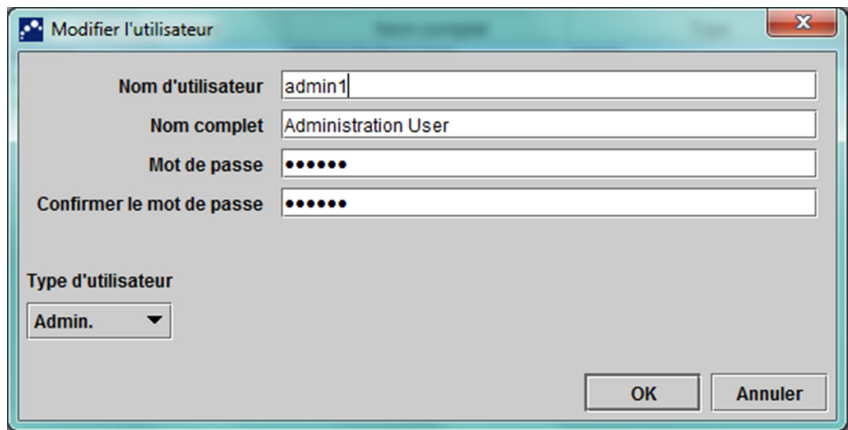 Modifier l'utilisateur
Nom d'utilisateur admin1
Nom complet Administration User
Mot de passe ••••••
Confirmer le mot de passe ••••••
Type d'utilisateur
Admin.
OK Annuler